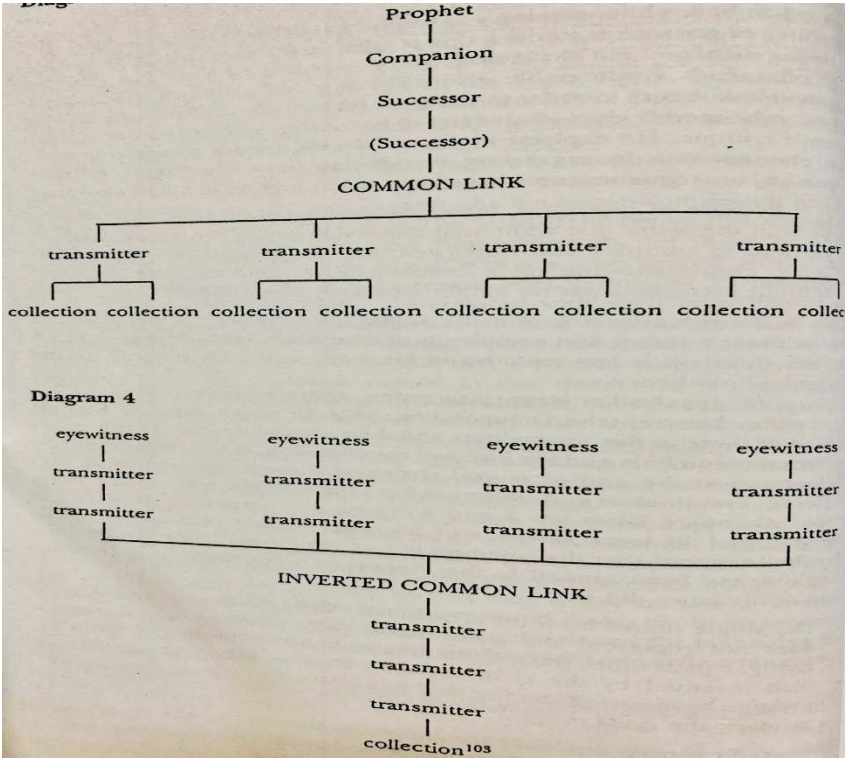 Prophet
Companion
Successor
(Successor)
COMMON LINK
transmitter transmitter transmitter transmitter
collection collection collection collection collection collection collection collec
Diagram 4
eyewitness eyewitness eyewitness eyewitness
transmitter transmitter transmitter transmitter
transmitter transmitter transmitter transmitter
INVERTED COMMON LINK
transmitter
transmitter
transmitter
collection103